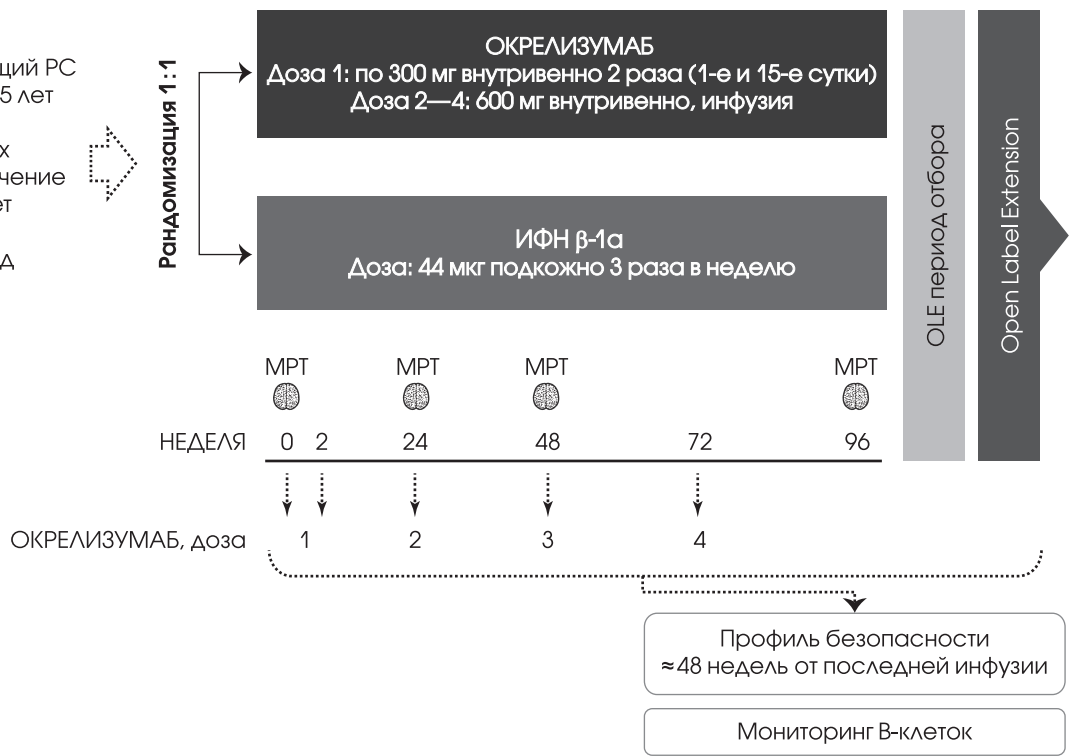 щий РС
5 лет
х
чение
ет
д
Рандомизация 1:1
ОКРЕЛИЗУМАБ
Доза 1: по 300 мг внутривенно 2 раза (1-е и 15-е сутки)
Доза 2—4: 600 мг внутривенно, инфузия
ИФН β-1a
Доза: 44 мкг подкожно 3 раза в неделю
OLE период отбора
Open Label Extension
МРТ МРТ МРТ МРТ
НЕДЕЛЯ 0 2 24 48 72 96
ОКРЕЛИЗУМАБ, доза 1 2 3 4
Профиль безопасности
≈48 недель от последней инфузии
Мониторинг В-клеток